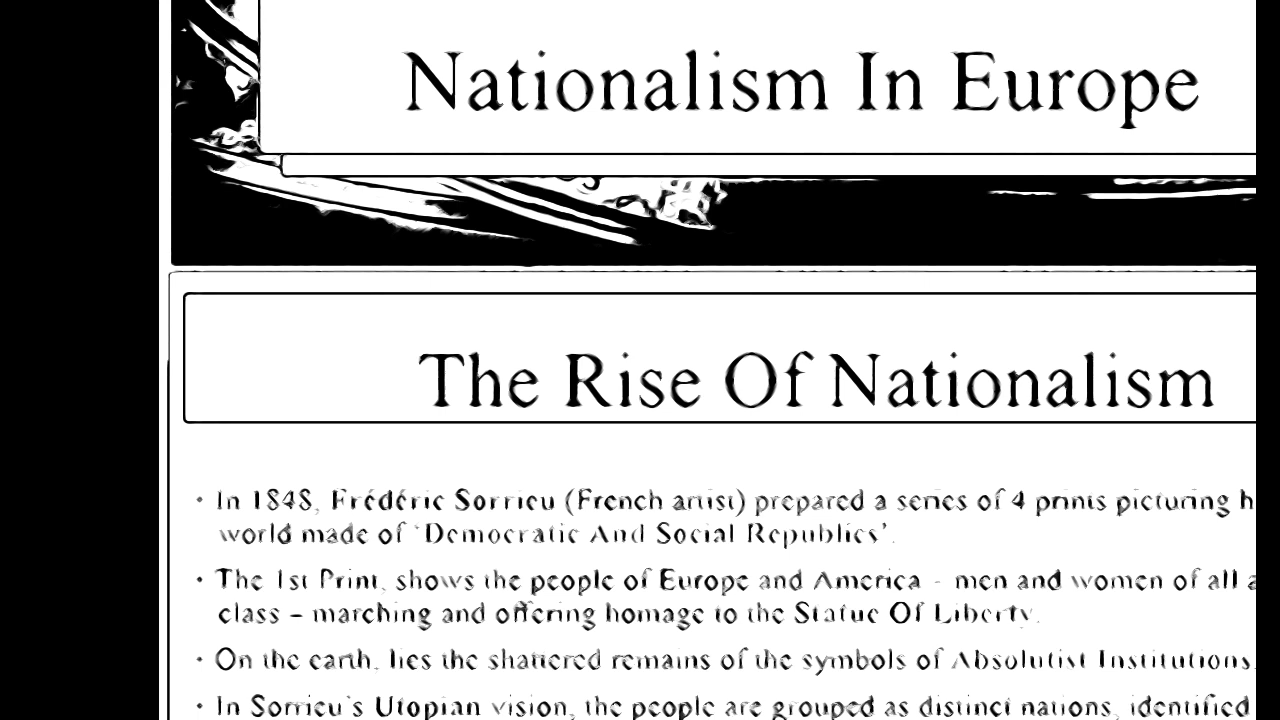 Nationalism In Europe
The Rise Of Nationalism
• In 1848, Frédéric Sorrieu (French artist) prepared a series of 4 prints picturing
world made of ‘Democratic And Social Republics’.
• The 1st Print, shows the people of Europe and America - men and women of all
class – marching and offering homage to the Statue Of Liberty.
• On the earth, lies the shattered remains of the symbols of Absolutist Institutions.
• In Sorrieu's Utopian vision, the people are grouped as distinct nations, identified